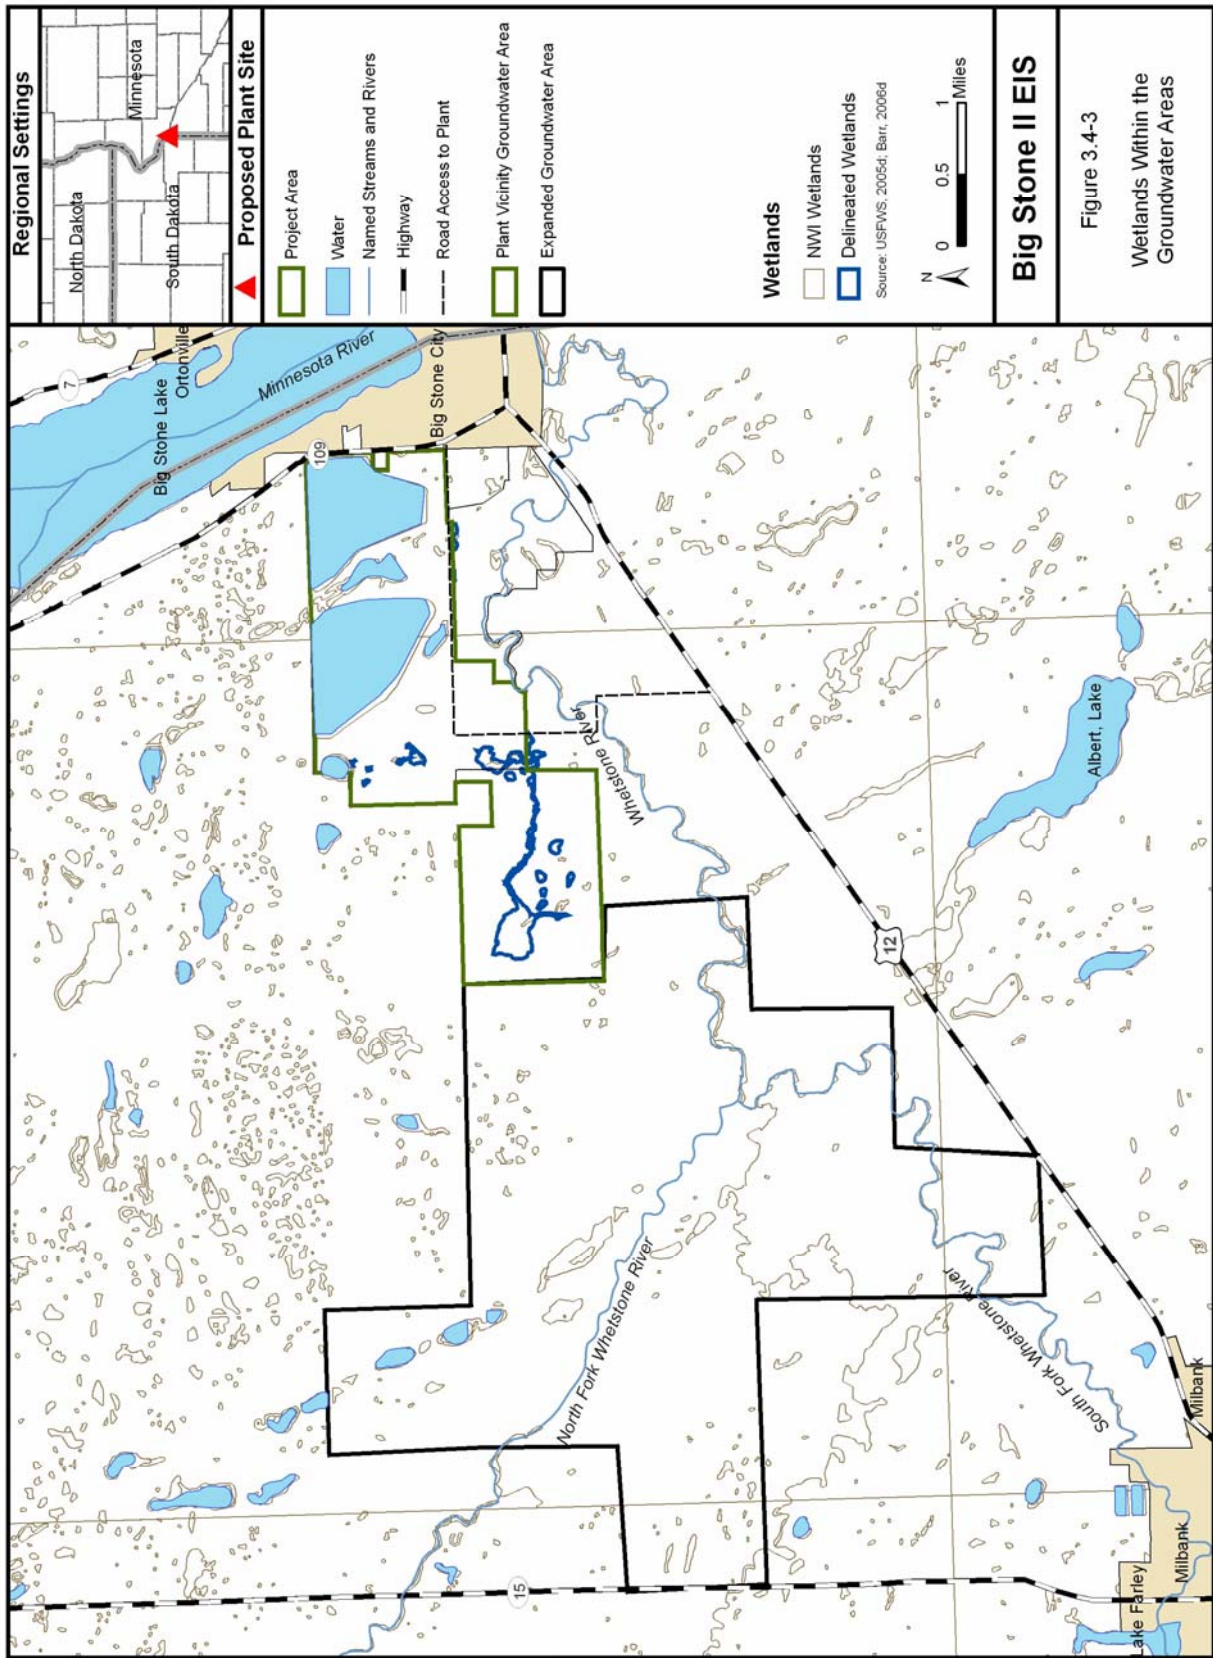 Regional Settings
North Dakota
Minnesota
South Dakota
Proposed Plant Site
Project Area
Water
Named Streams and Rivers
Highway
Road Access to Plant
Plant Vicinity Groundwater Area
Expanded Groundwater Area
Wetlands
NWI Wetlands
Delineated Wetlands
Source: USFWS, 2005d; Barr, 2006d
N
0 0.5 1
Miles
Big Stone II EIS
Figure 3.4-3
Wetlands Within the
Groundwater Areas
7
Ortonville
Big Stone Lake
Minnesota River
109
Big Stone City
Whetstone River
Whetstone River
Albert, Lake
12
North Fork Whetstone River
South Fork Whetstone River
15
Milbank
Milbank
Lake Farley